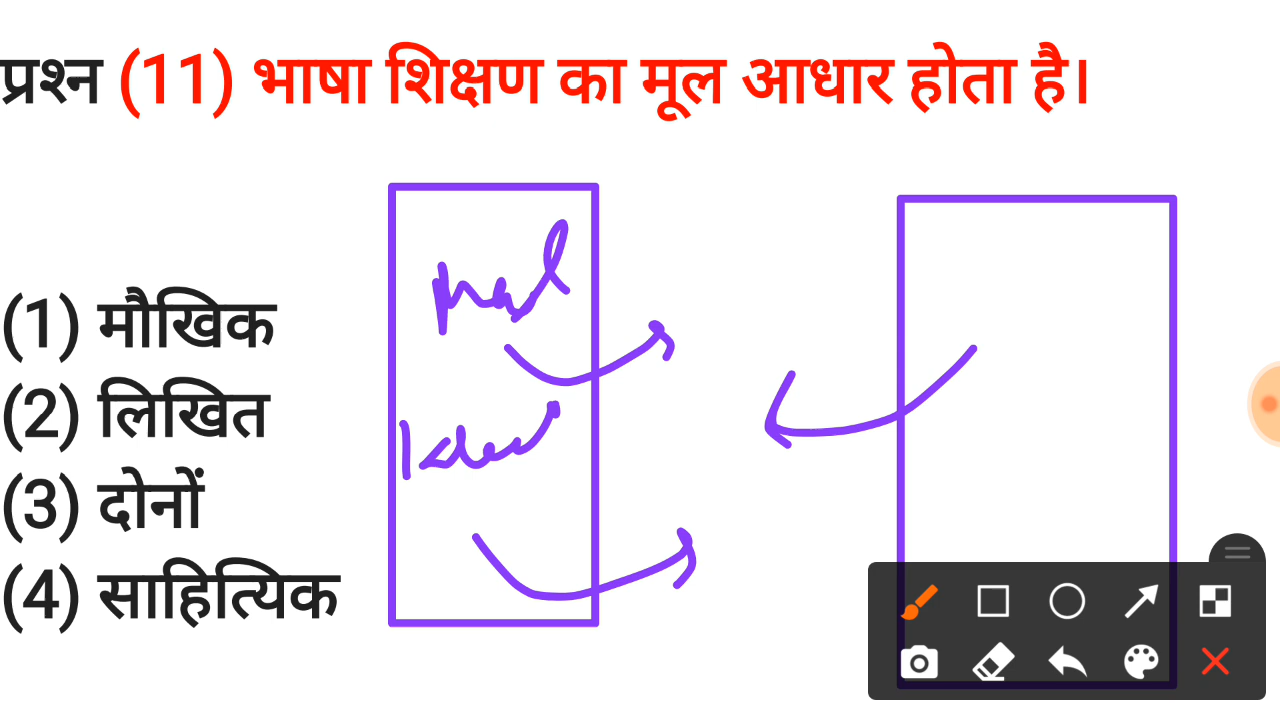 प्रश्न (11) भाषा शिक्षण का मूल आधार होता है।
(1) मौखिक
(2) लिखित
(3) दोनों
(4) साहित्यिक